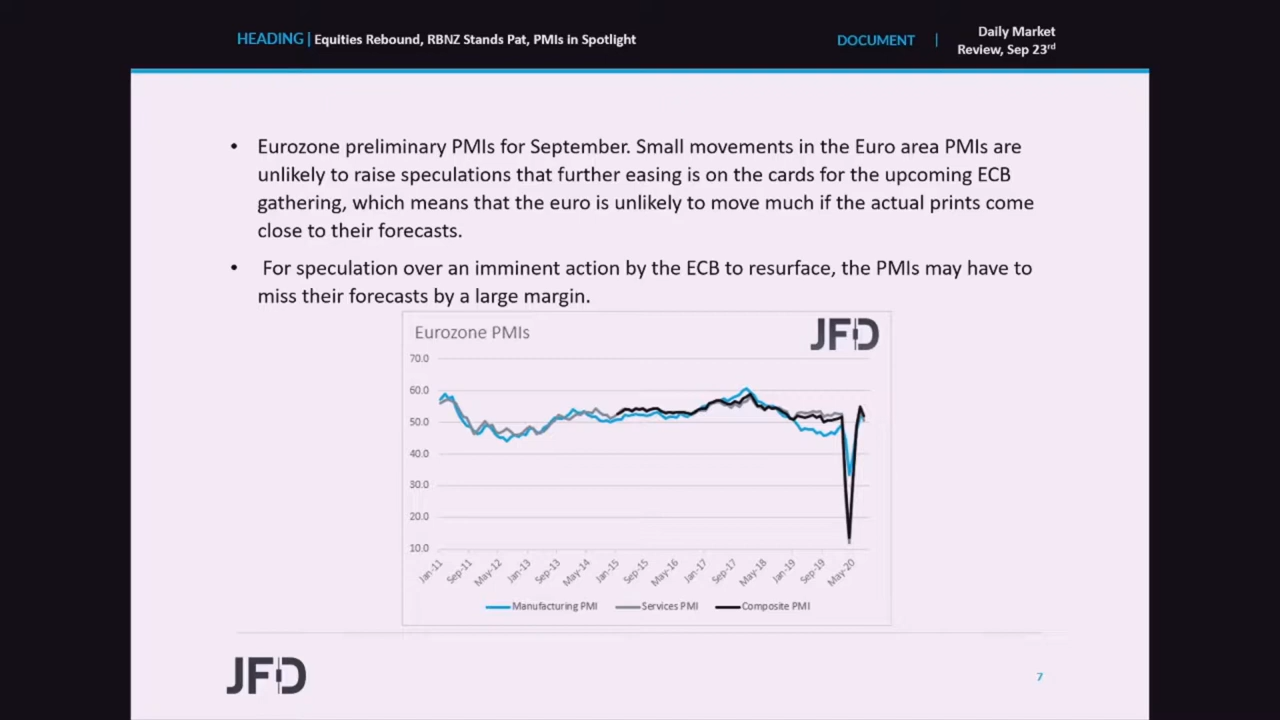 HEADING | Equities Rebound, RBNZ Stands Pat, PMIs in Spotlight
DOCUMENT |
Daily Market
Review, Sep 23rd
• Eurozone preliminary PMIs for September. Small movements in the Euro area PMIs are
unlikely to raise speculations that further easing is on the cards for the upcoming ECB
gathering, which means that the euro is unlikely to move much if the actual prints come
close to their forecasts.
• For speculation over an imminent action by the ECB to resurface, the PMIs may have to
miss their forecasts by a large margin.
Eurozone PMIs
JFD
70.0
60.0
50.0
40.0
30.0
20.0
10.0
Jan-11
Sep-11
May-12
Jan-13
Sep-13
May-14
Jan-15
Sep-15
May-16
Jan-17
Sep-17
May-18
Jan-19
Sep-19
May-20
Manufacturing PMI
Services PMI
Composite PMI
JFD
7